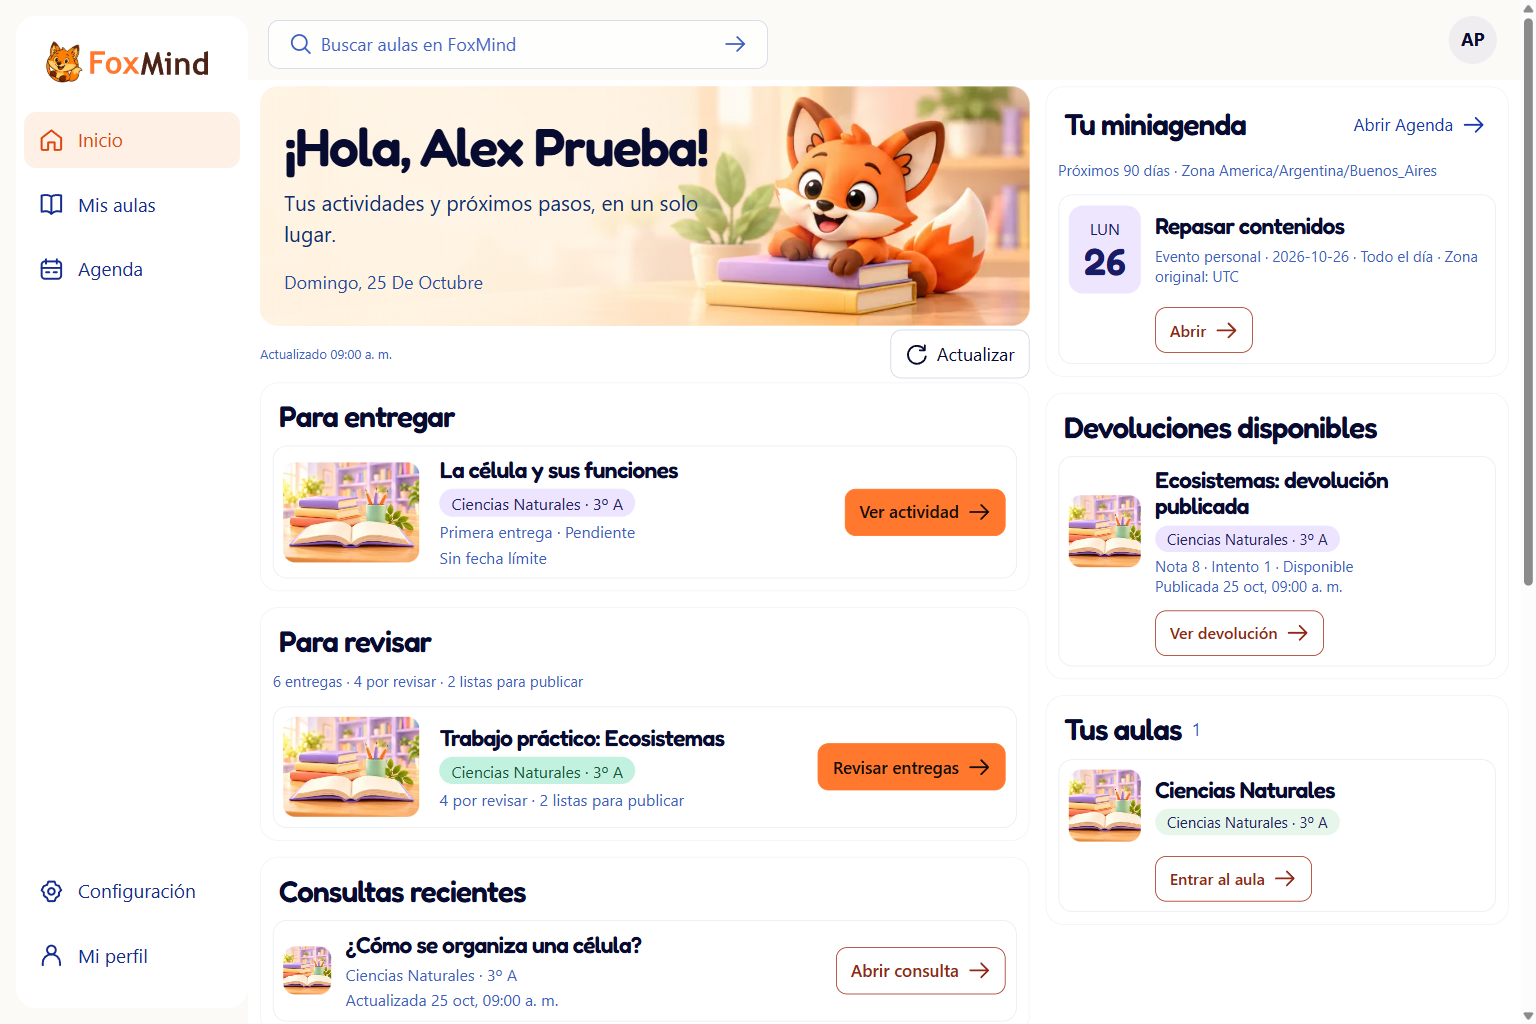 FoxMind
Inicio
Mis aulas
Agenda
Configuración
Mi perfil
Buscar aulas en FoxMind
AP
¡Hola, Alex Prueba!
Tus actividades y próximos pasos, en un solo
lugar.
Domingo, 25 De Octubre
Actualizado 09:00 a. m.
Actualizar
Para entregar
La célula y sus funciones
Ciencias Naturales · 3º A
Primera entrega · Pendiente
Sin fecha límite
Ver actividad
Para revisar
6 entregas · 4 por revisar · 2 listas para publicar
Trabajo práctico: Ecosistemas
Ciencias Naturales · 3º A
4 por revisar · 2 listas para publicar
Revisar entregas
Consultas recientes
¿Cómo se organiza una célula?
Ciencias Naturales · 3º A
Actualizada 25 oct, 09:00 a. m.
Abrir consulta
Tu miniagenda
Abrir Agenda
Próximos 90 días · Zona America/Argentina/Buenos_Aires
LUN
26
Repasar contenidos
Evento personal · 2026-10-26 · Todo el día · Zona
original: UTC
Abrir
Devoluciones disponibles
Ecosistemas: devolución
publicada
Ciencias Naturales · 3º A
Nota 8 · Intento 1 · Disponible
Publicada 25 oct, 09:00 a. m.
Ver devolución
Tus aulas 1
Ciencias Naturales
Ciencias Naturales · 3º A
Entrar al aula